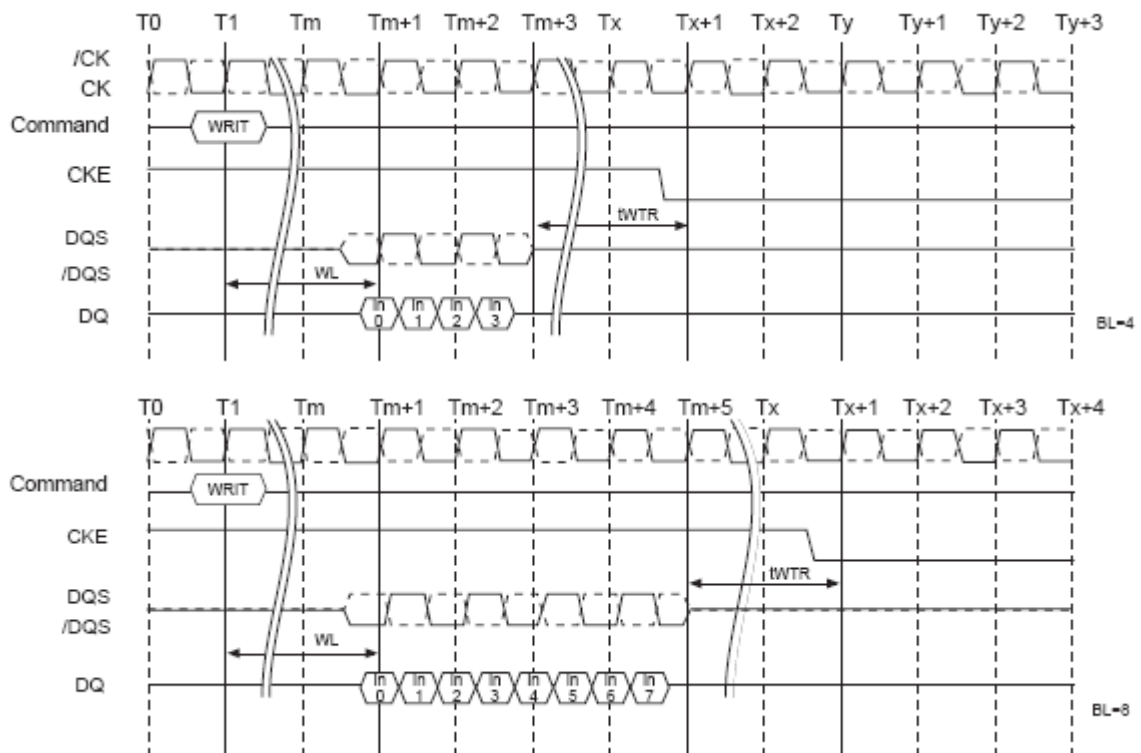 T0 T1 Tm Tm+1 Tm+2 Tm+3 Tx Tx+1 Tx+2 Ty Ty+1 Ty+2 Ty+3
/CK
CK
Command WRIT
CKE
tWTR
DQS
/DQS
WL
DQ In 0 In 1 In 2 In 3
BL=4
T0 T1 Tm Tm+1 Tm+2 Tm+3 Tm+4 Tm+5 Tx Tx+1 Tx+2 Tx+3 Tx+4
Command WRIT
CKE
tWTR
DQS
/DQS
WL
DQ In 0 In 1 In 2 In 3 In 4 In 5 In 6 In 7
BL=8